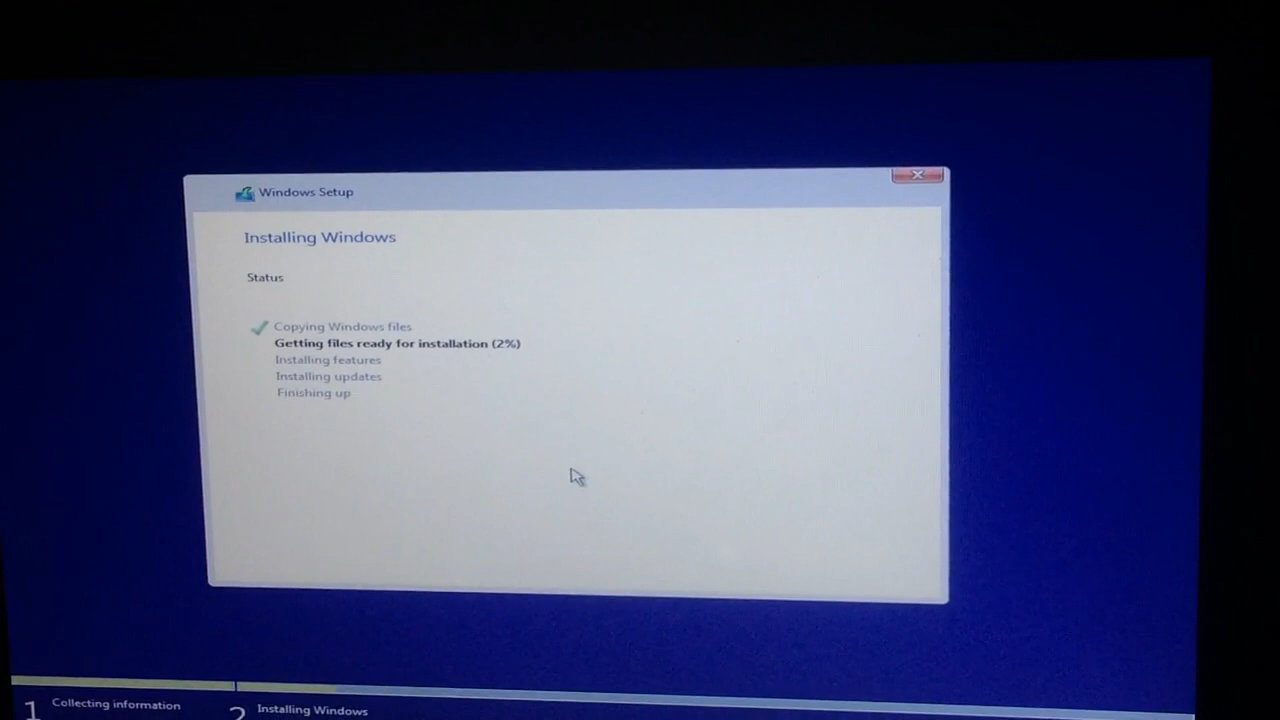 Windows Setup
Installing Windows
Status
Copying Windows files
Getting files ready for installation (2%)
Installing features
Installing updates
Finishing up
1 Collecting information
2 Installing Windows